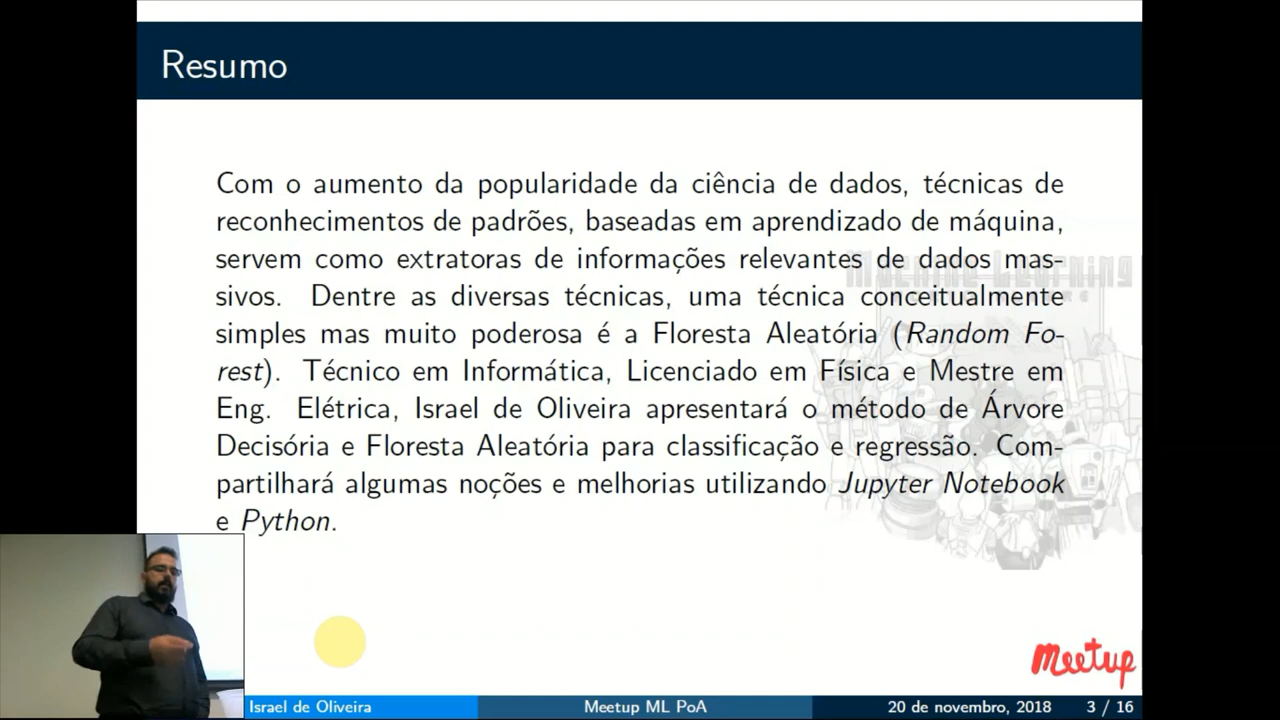 Resumo
Com o aumento da popularidade da ciência de dados, técnicas de
reconhecimentos de padrões, baseadas em aprendizado de máquina,
servem como extratoras de informações relevantes de dados mas-
sivos. Dentre as diversas técnicas, uma técnica conceitualmente
simples mas muito poderosa é a Floresta Aleatória (Random Fo-
rest). Técnico em Informática, Licenciado em Física e Mestre em
Eng. Elétrica, Israel de Oliveira apresentará o método de Árvore
Decisória e Floresta Aleatória para classificação e regressão. Com-
partilhará algumas noções e melhorias utilizando Jupyter Notebook
e Python.
Machine Learning
Meetup
Israel de Oliveira Meetup ML PoA 20 de novembro, 2018 3 / 16